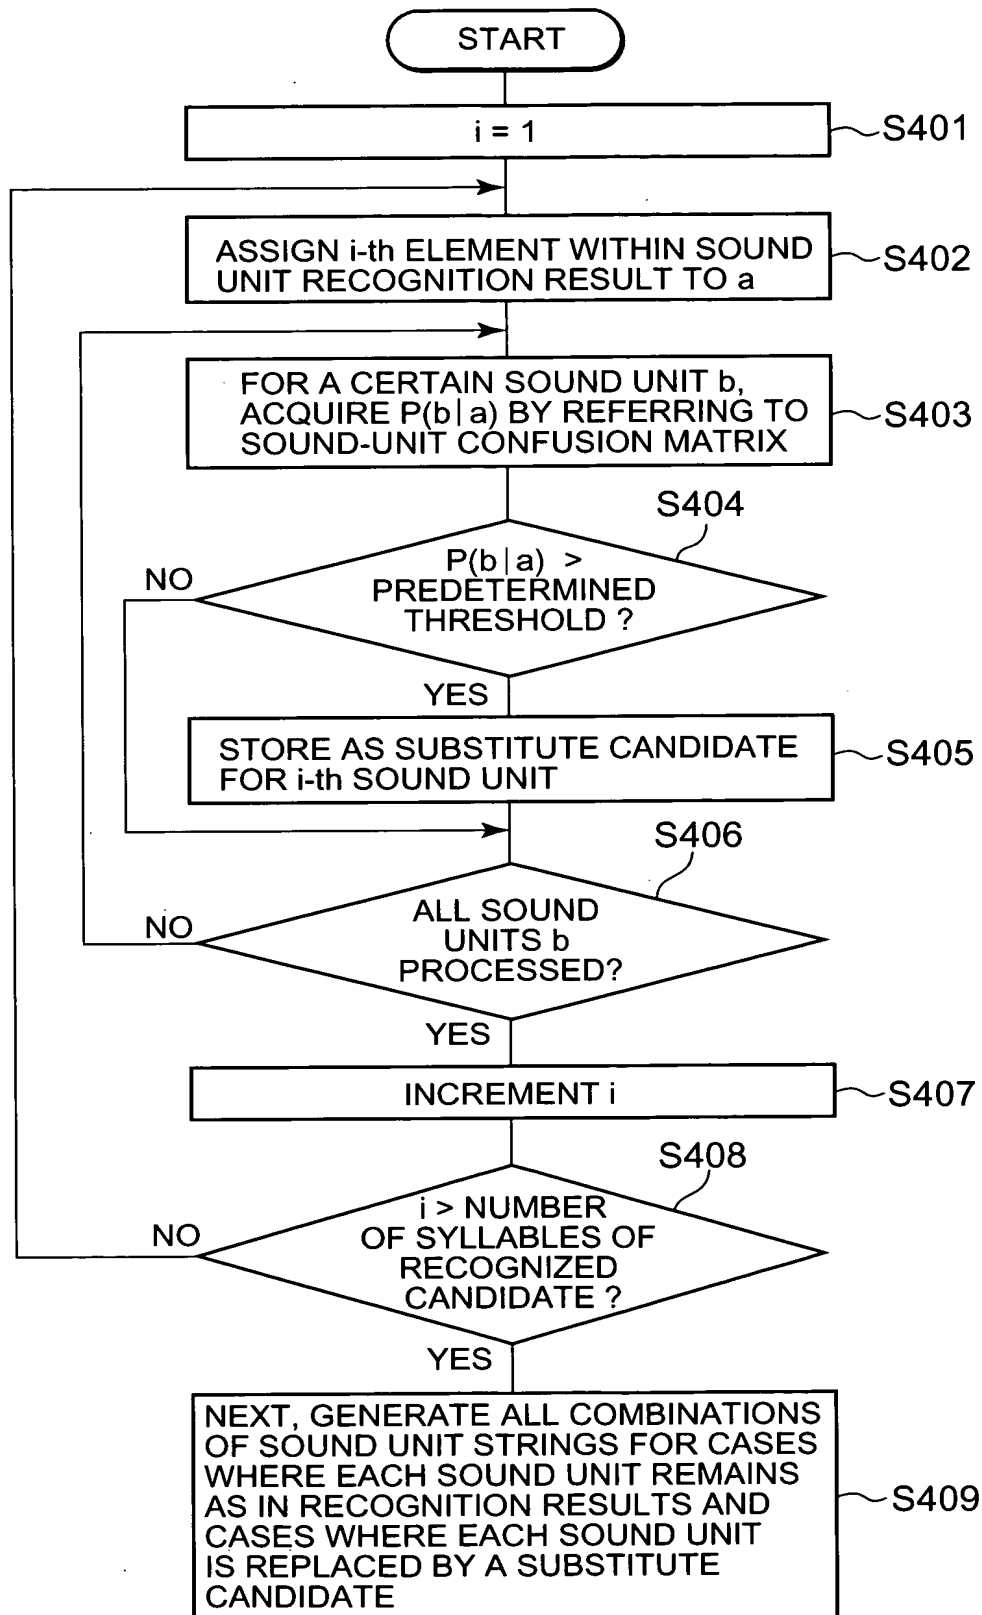 START
i = 1
S401
ASSIGN i-th ELEMENT WITHIN SOUND
UNIT RECOGNITION RESULT TO a
S402
FOR A CERTAIN SOUND UNIT b,
ACQUIRE P(b|a) BY REFERRING TO
SOUND-UNIT CONFUSION MATRIX
S403
S404
P(b|a) >
PREDETERMINED
THRESHOLD ?
NO
YES
STORE AS SUBSTITUTE CANDIDATE
FOR i-th SOUND UNIT
S405
S406
ALL SOUND
UNITS b
PROCESSED?
NO
YES
INCREMENT i
S407
S408
i > NUMBER
OF SYLLABLES OF
RECOGNIZED
CANDIDATE ?
NO
YES
NEXT, GENERATE ALL COMBINATIONS
OF SOUND UNIT STRINGS FOR CASES
WHERE EACH SOUND UNIT REMAINS
AS IN RECOGNITION RESULTS AND
CASES WHERE EACH SOUND UNIT
IS REPLACED BY A SUBSTITUTE
CANDIDATE
S409